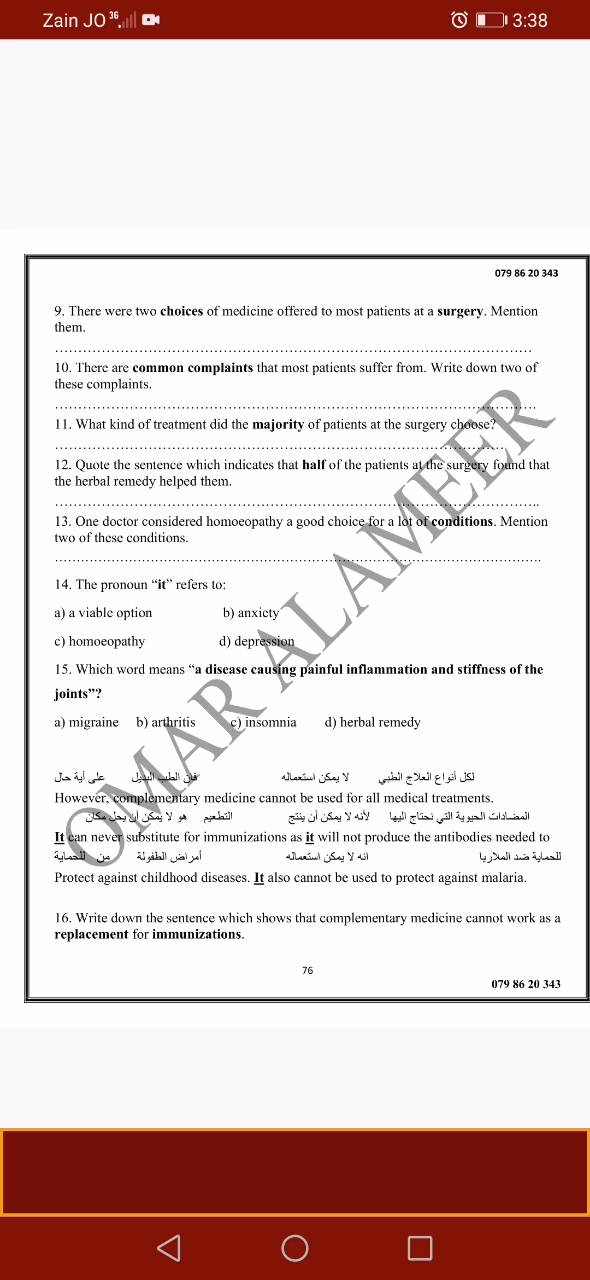 Zain JO 3G 3:38
079 86 20 343
9. There were two choices of medicine offered to most patients at a surgery. Mention
them.
………………………………………………………………………………………
10. There are common complaints that most patients suffer from. Write down two of
these complaints.
………………………………………………………………………………………
11. What kind of treatment did the majority of patients at the surgery choose?
………………………………………………………………………………………
12. Quote the sentence which indicates that half of the patients at the surgery found that
the herbal remedy helped them.
………………………………………………………………………………………
13. One doctor considered homoeopathy a good choice for a lot of conditions. Mention
two of these conditions.
………………………………………………………………………………………
14. The pronoun “it” refers to:
a) a viable option b) anxiety
c) homoeopathy d) depression
15. Which word means “a disease causing painful inflammation and stiffness of the
joints”?
a) migraine b) arthritis c) insomnia d) herbal remedy
على أية حال فان الطب البديل لا يمكن استعماله لكل أنواع العلاج الطبي
However, complementary medicine cannot be used for all medical treatments.
هو لا يمكن أن يحل مكان التطعيم لأنه لا يمكن أن ينتج المضادات الحيوية التي نحتاج اليها
It can never substitute for immunizations as it will not produce the antibodies needed to
للحماية من أمراض الطفولة انه لا يمكن استعماله للحماية ضد الملاريا
Protect against childhood diseases. It also cannot be used to protect against malaria.
16. Write down the sentence which shows that complementary medicine cannot work as a
replacement for immunizations.
76
079 86 20 343
OMAR ALAMEER